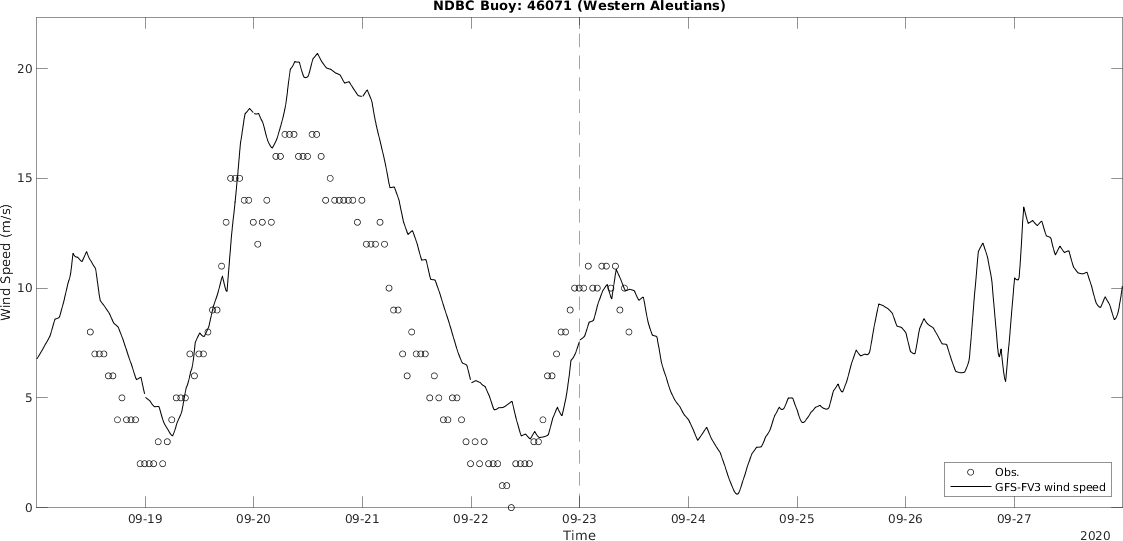 NDBC Buoy: 46071 (Western Aleutians)
Wind Speed (m/s)
20
15
10
5
0
09-19 09-20 09-21 09-22 09-23 09-24 09-25 09-26 09-27
Time
2020
Obs.
GFS-FV3 wind speed